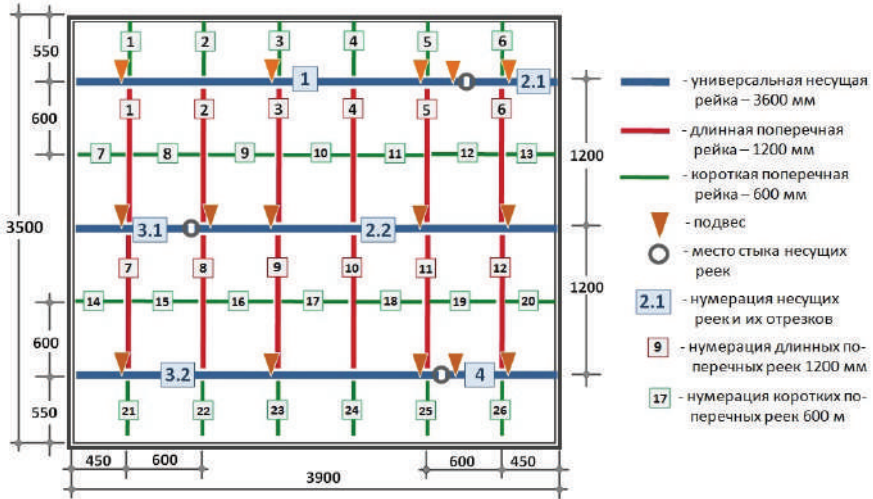 550
600
3500
600
550
1 2 3 4 5 6
1 2.1
1 2 3 4 5 6
7 8 9 10 11 12 13
3.1 2.2
7 8 9 10 11 12
14 15 16 17 18 19 20
3.2 4
21 22 23 24 25 26
1200
1200
450 600 600 450
3900
- универсальная несущая
рейка – 3600 мм
- длинная поперечная
рейка – 1200 мм
- короткая поперечная
рейка – 600 мм
- подвес
- место стыка несущих
реек
2.1 - нумерация несущих
реек и их отрезков
9 - нумерация длинных по-
перечных реек 1200 мм
17 - нумерация коротких по-
перечных реек 600 м